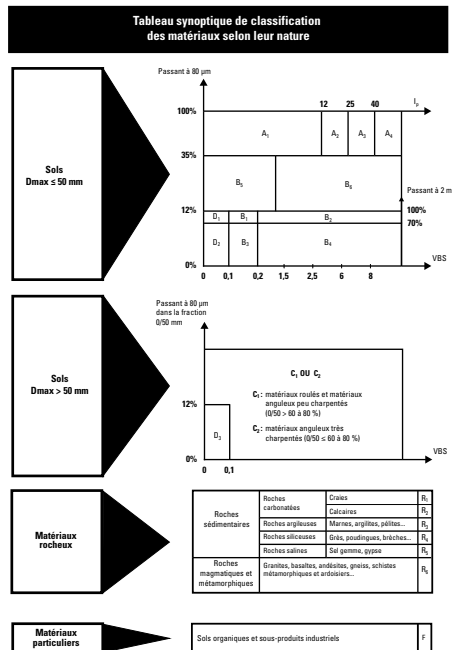 Tableau synoptique de classification
des matériaux selon leur nature
Passant à 80 µm
12 25 40 Ip
100%
A1 A2 A3 A4
35%
Sols
Dmax ≤ 50 mm
B5 B6
Passant à 2 m
12% 100%
D1 B1 B2
70%
D2 B3 B4
0% VBS
0 0,1 0,2 1,5 2,5 6 8
Passant à 80 µm
dans la fraction
0/50 mm
Sols
Dmax > 50 mm
C1 OU C2
C1 : matériaux roulés et matériaux
anguleux peu charpentés
(0/50 > 60 à 80 %)
12%
C2 : matériaux anguleux très
charpentés (0/50 ≤ 60 à 80 %)
D3
0% VBS
0 0,1
Matériaux
rocheux
Roches
sédimentaires
Roches
carbonatées
Craies R1
Calcaires R2
Roches argileuses Marnes, argilites, pélites... R3
Roches siliceuses Grès, poudingues, brèches... R4
Roches salines Sel gemme, gypse R5
Roches
magmatiques et
métamorphiques
Granites, basaltes, andésites, gneiss, schistes
métamorphiques et ardoisiers...
R6
Matériaux
particuliers
Sols organiques et sous-produits industriels F